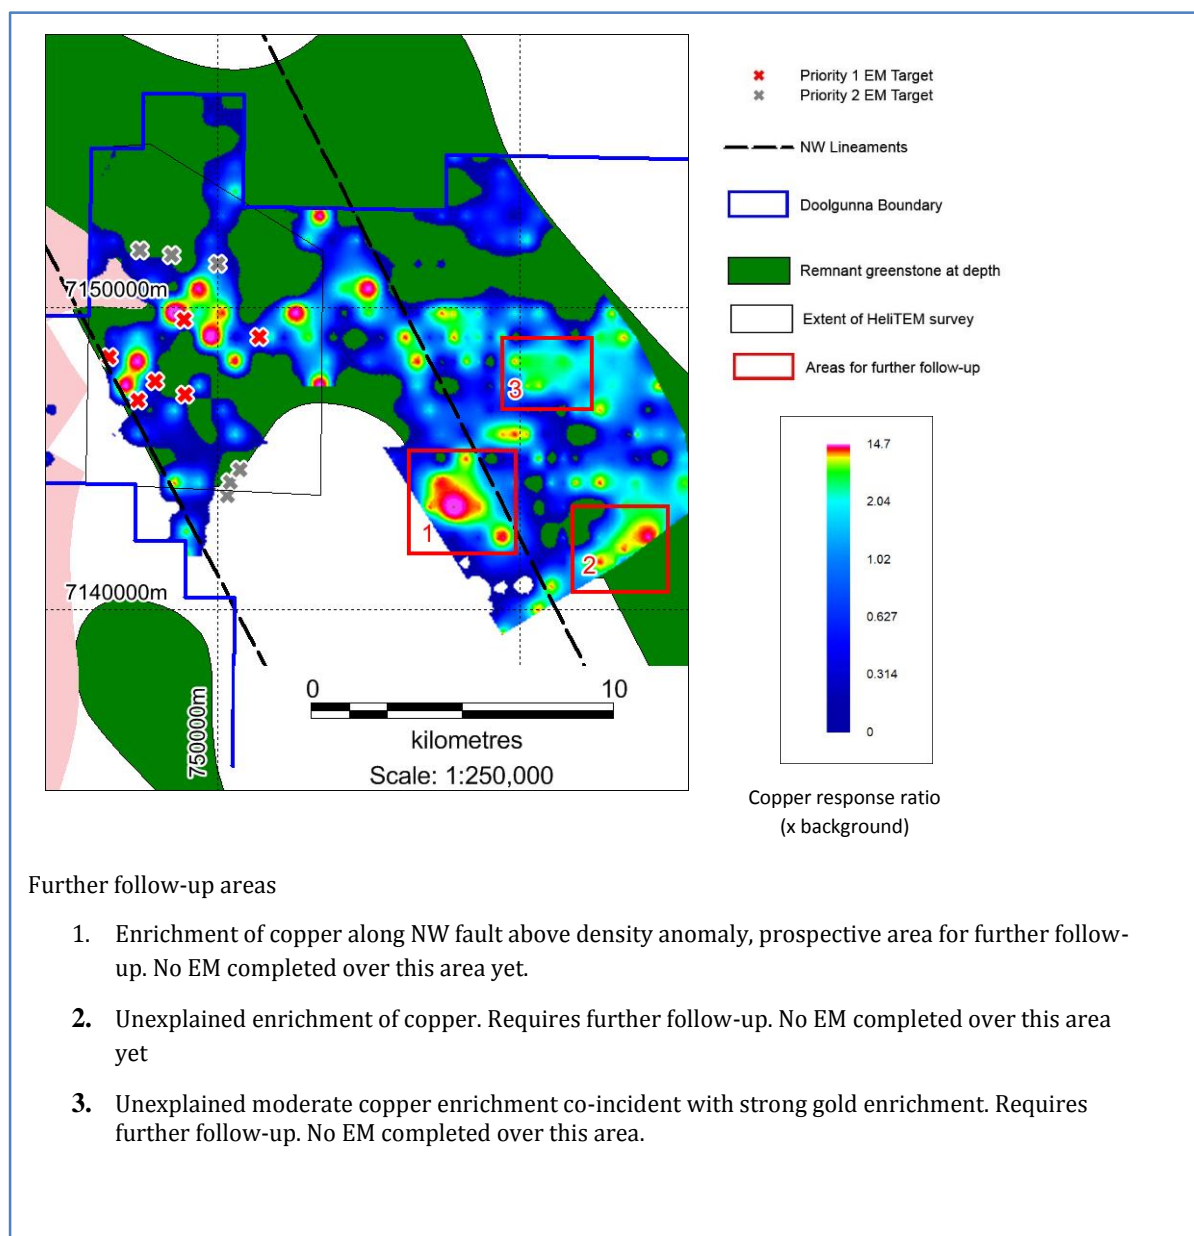 Priority 1 EM Target
Priority 2 EM Target
NW Lineaments
Doolgunna Boundary
Remnant greenstone at depth
Extent of HeliTEM survey
Areas for further follow-up
7150000m
7140000m
750000m
3
1
2
0 10
kilometres
Scale: 1:250,000
14.7
2.04
1.02
0.627
0.314
0
Copper response ratio
(x background)
Further follow-up areas
1. Enrichment of copper along NW fault above density anomaly, prospective area for further follow-
up. No EM completed over this area yet.
2. Unexplained enrichment of copper. Requires further follow-up. No EM completed over this area
yet
3. Unexplained moderate copper enrichment co-incident with strong gold enrichment. Requires
further follow-up. No EM completed over this area.